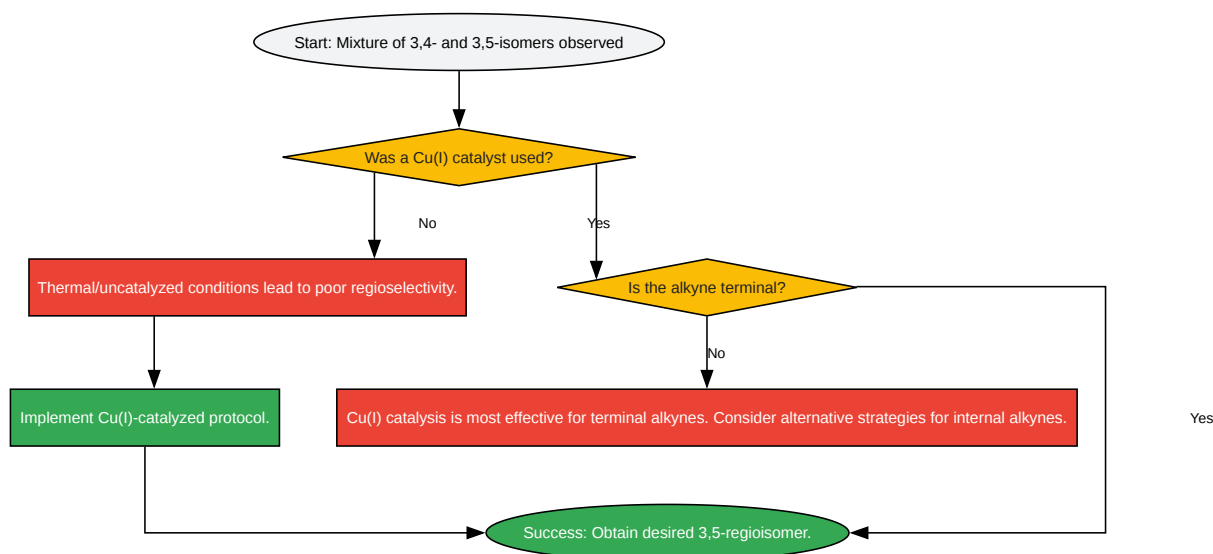 Start: Mixture of 3,4- and 3,5-isomers observed
Was a Cu(I) catalyst used?
No
Yes
Thermal/uncatalyzed conditions lead to poor regioselectivity.
Is the alkyne terminal?
No
Implement Cu(I)-catalyzed protocol.
Cu(I) catalysis is most effective for terminal alkynes. Consider alternative strategies for internal alkynes.
Yes
Success: Obtain desired 3,5-regioisomer.